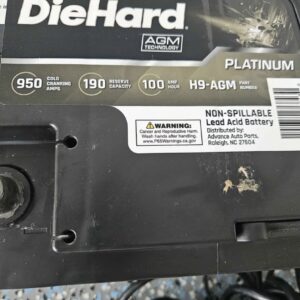 DieHard
AGM
TECHNOLOGY
PLATINUM
950 COLD CRANKING AMPS 190 RESERVE CAPACITY 100 AMP HOUR H9-AGM PART NUMBER
WARNING:
Cancer and Reproductive Harm.
Wash hands after handling.
www.P65Warnings.ca.gov
NON-SPILLABLE
Lead Acid Battery
Distributed by:
Advance Auto Parts,
Raleigh, NC 27604